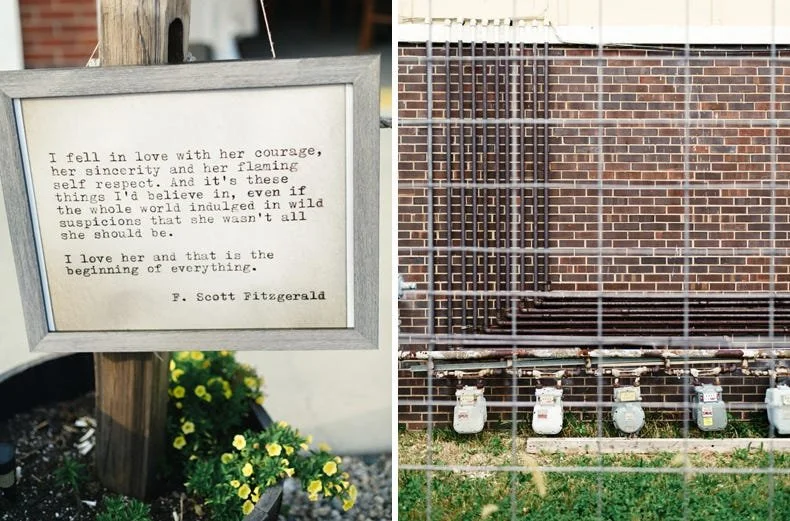 I fell in love with her courage,
her sincerity and her flaming
self respect. And it's these
things I'd believe in, even if
the whole world indulged in wild
suspicions that she wasn't all
she should be.
I love her and that is the
beginning of everything.
F. Scott Fitzgerald